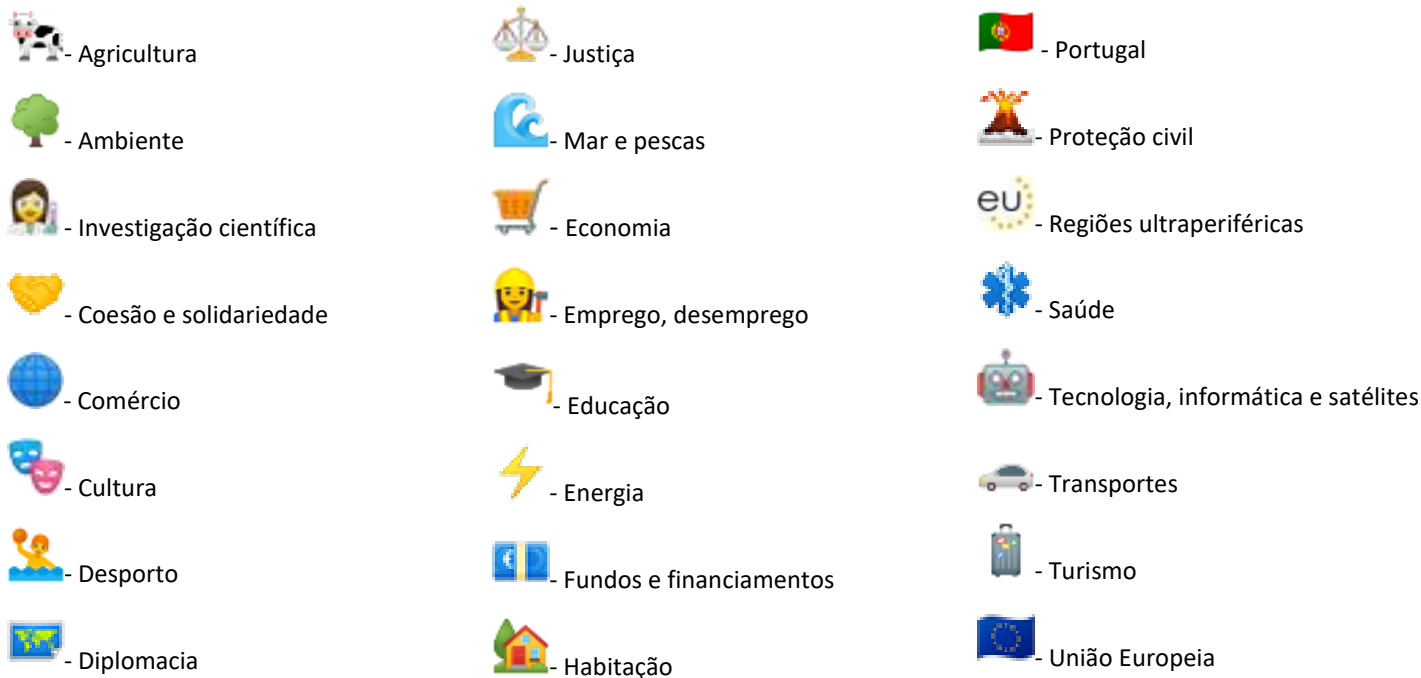 - Agricultura
- Ambiente
- Investigação científica
- Coesão e solidariedade
- Comércio
- Cultura
- Desporto
- Diplomacia
- Justiça
- Mar e pescas
- Economia
- Emprego, desemprego
- Educação
- Energia
- Fundos e financiamentos
- Habitação
- Portugal
- Proteção civil
eu - Regiões ultraperiféricas
- Saúde
- Tecnologia, informática e satélites
- Transportes
- Turismo
- União Europeia